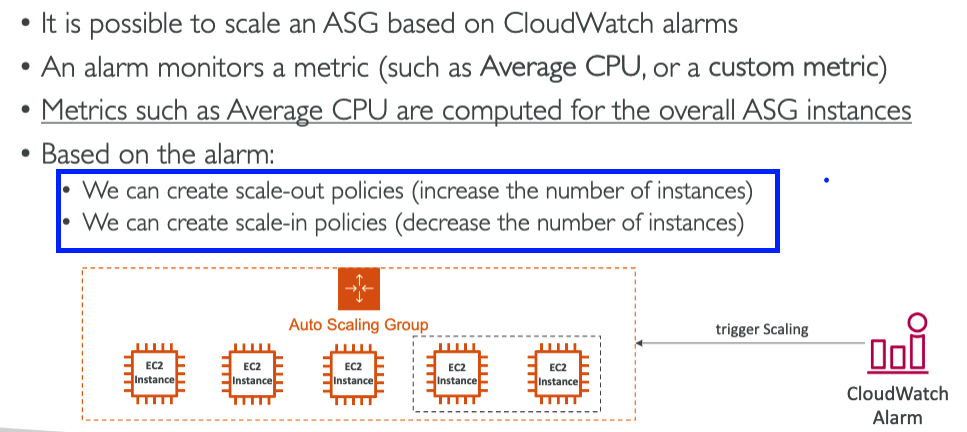 • It is possible to scale an ASG based on CloudWatch alarms
• An alarm monitors a metric (such as Average CPU, or a custom metric)
• Metrics such as Average CPU are computed for the overall ASG instances
• Based on the alarm:
• We can create scale-out policies (increase the number of instances)
• We can create scale-in policies (decrease the number of instances)
Auto Scaling Group
trigger Scaling
EC2
Instance
EC2
Instance
EC2
Instance
EC2
Instance
EC2
Instance
CloudWatch
Alarm